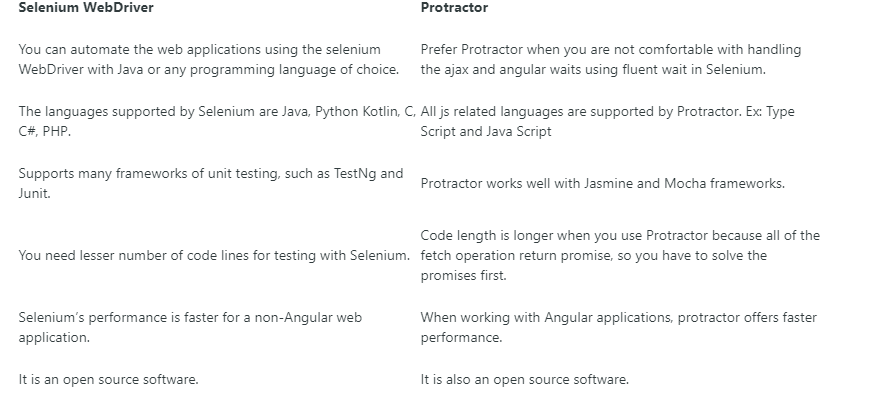 Selenium WebDriver Protractor
You can automate the web applications using the selenium
WebDriver with Java or any programming language of choice.
Prefer Protractor when you are not comfortable with handling
the ajax and angular waits using fluent wait in Selenium.
The languages supported by Selenium are Java, Python Kotlin, C,
C#, PHP.
All js related languages are supported by Protractor. Ex: Type
Script and Java Script
Supports many frameworks of unit testing, such as TestNg and
Junit.
Protractor works well with Jasmine and Mocha frameworks.
You need lesser number of code lines for testing with Selenium.
Code length is longer when you use Protractor because all of the
fetch operation return promise, so you have to solve the
promises first.
Selenium's performance is faster for a non-Angular web
application.
When working with Angular applications, protractor offers faster
performance.
It is an open source software.
It is also an open source software.